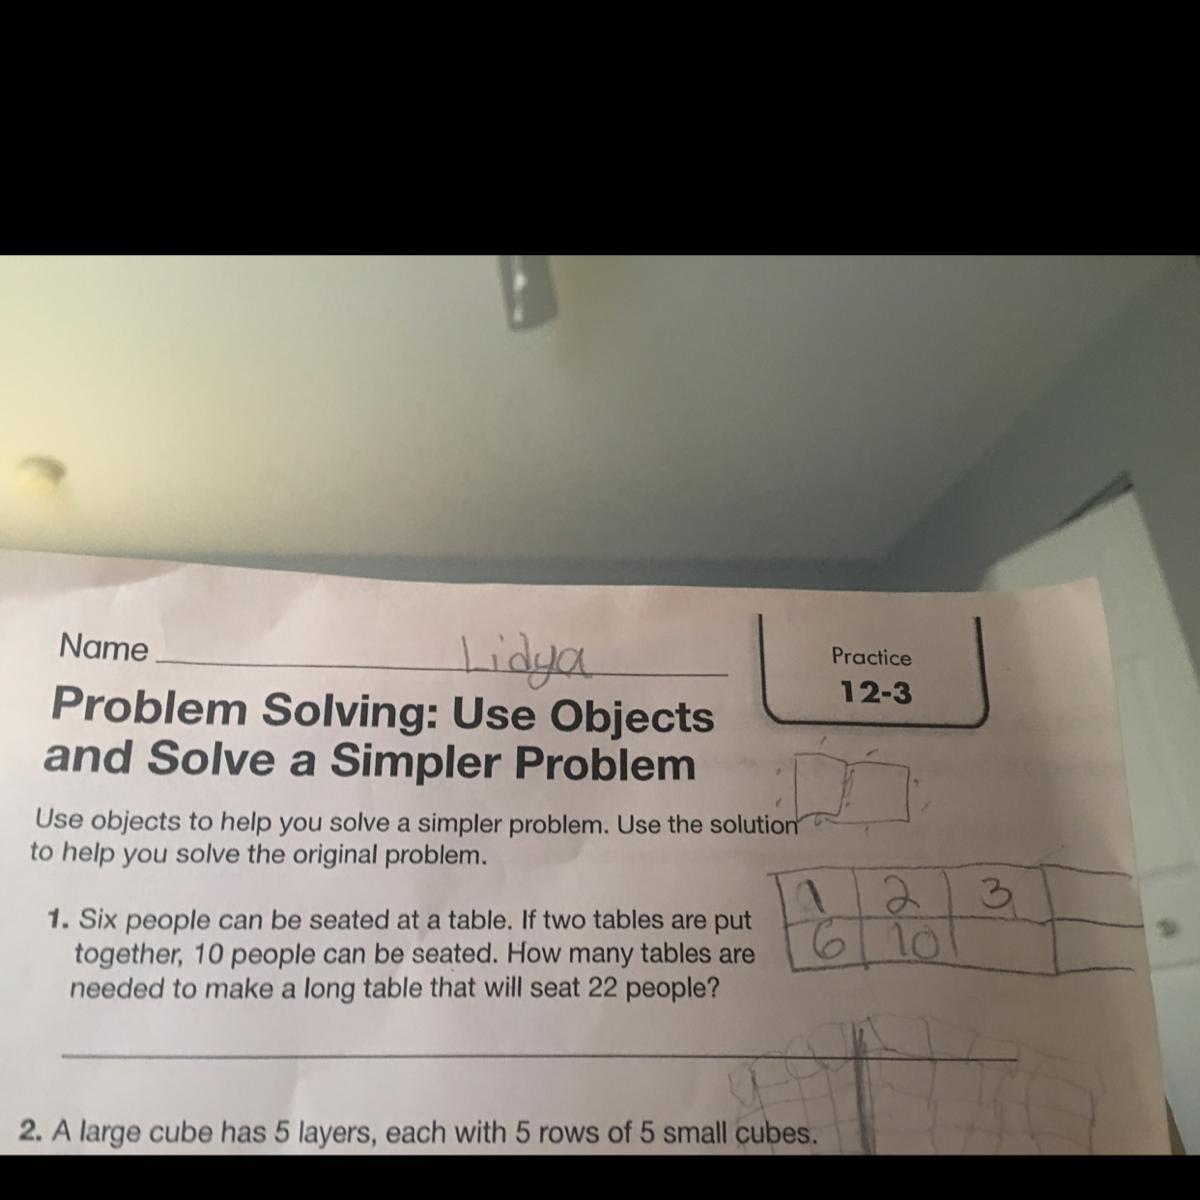 Name Lidya
Practice
12-3
Problem Solving: Use Objects
and Solve a Simpler Problem
Use objects to help you solve a simpler problem. Use the solution
to help you solve the original problem.
1. Six people can be seated at a table. If two tables are put
together, 10 people can be seated. How many tables are
needed to make a long table that will seat 22 people?
1 2 3
6 10
2. A large cube has 5 layers, each with 5 rows of 5 small cubes.